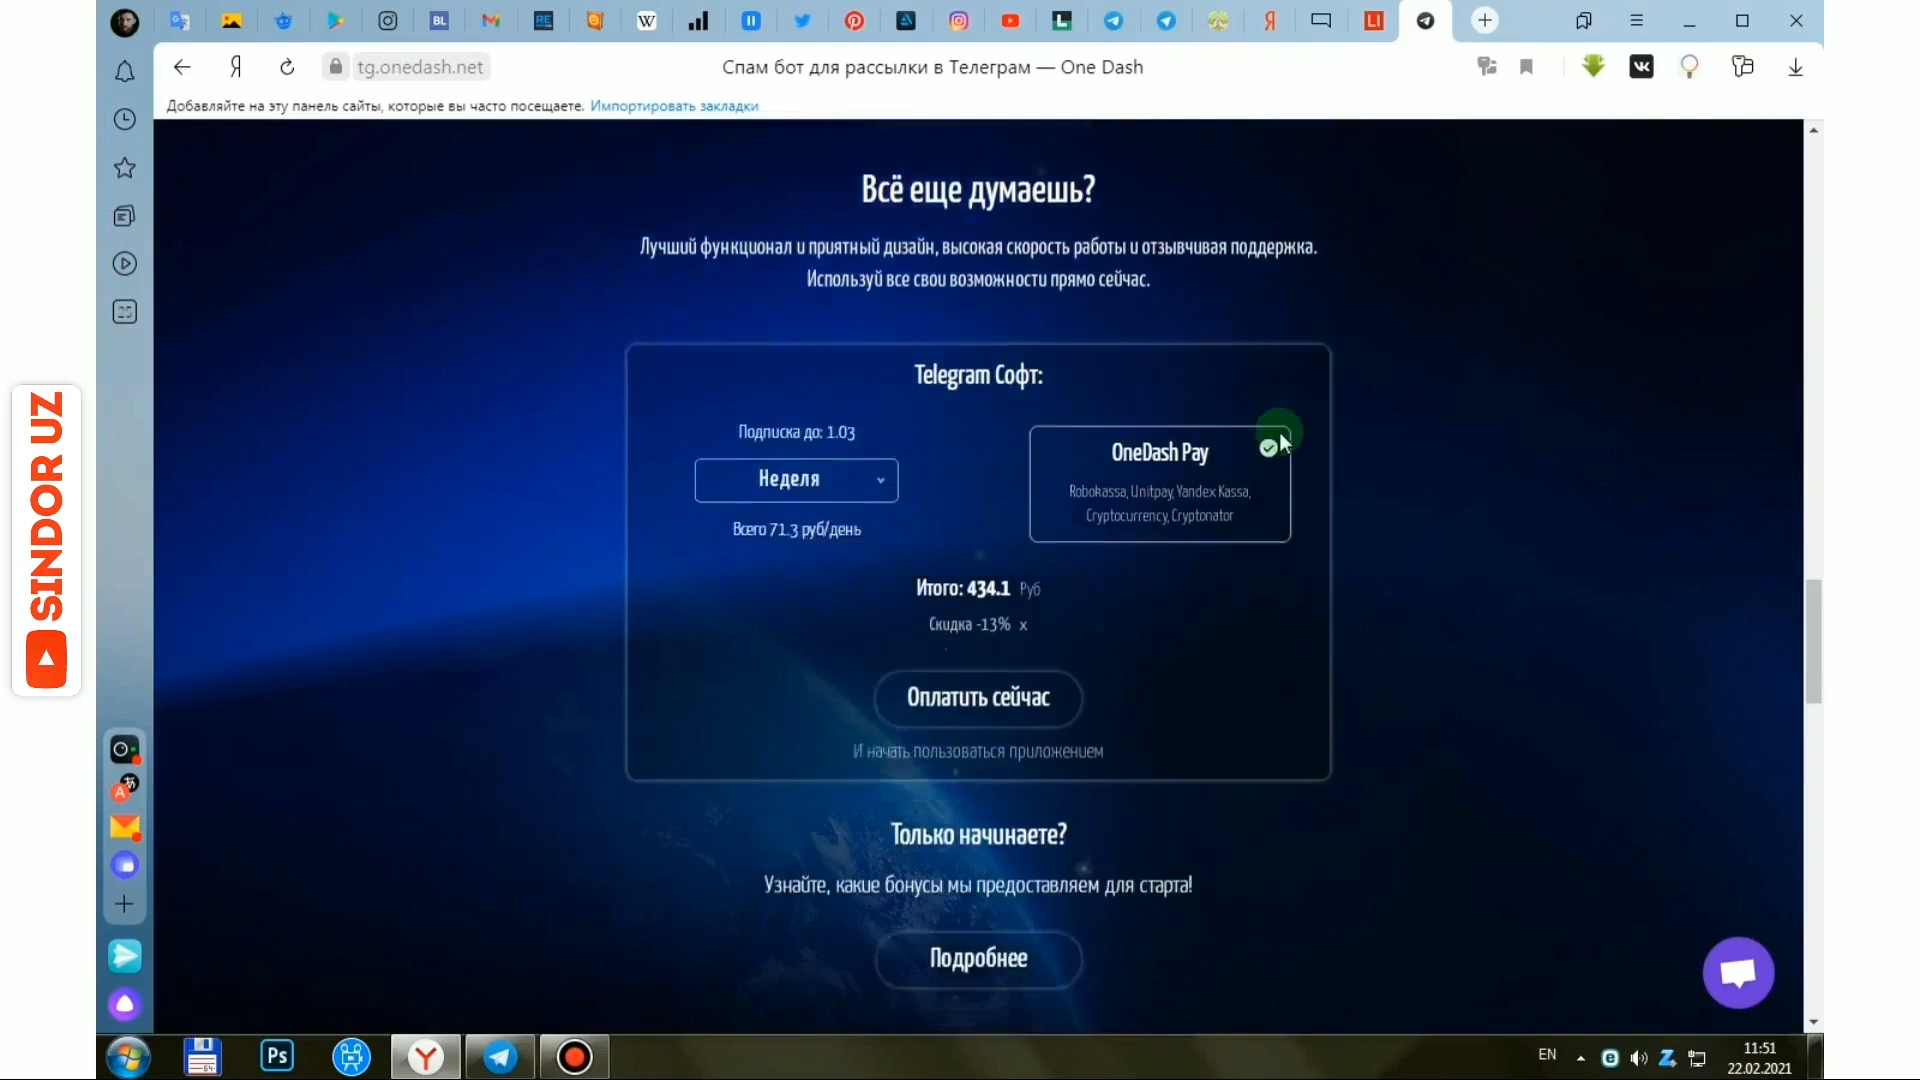 tg.onedash.net
Спам бот для рассылки в Телеграм — One Dash
Добавляйте на эту панель сайты, которые вы часто посещаете. Импортировать закладки
Всё еще думаешь?
Лучший функционал и приятный дизайн, высокая скорость работы и отзывчивая поддержка.
Используй все свои возможности прямо сейчас.
Telegram Софт:
Подписка до: 1.03
Неделя
Всего 71.3 руб/день
OneDash Pay
Robokassa, Unitpay, Yandex Kassa,
Cryptocurrency, Cryptonator
Итого: 434.1 Руб
Скидка -13% x
Оплатить сейчас
И начать пользоваться приложением
Только начинаете?
Узнайте, какие бонусы мы предоставляем для старта!
Подробнее
SINDOR UZ
EN
11:51
22.02.2021